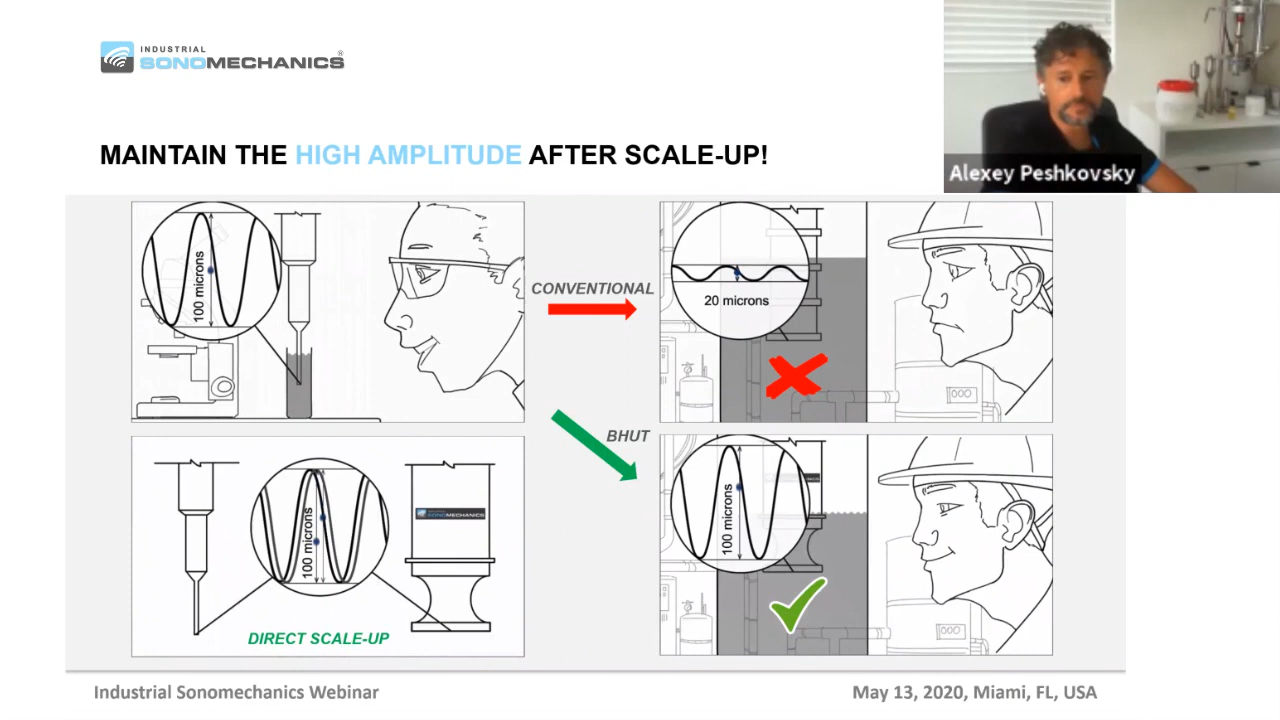 INDUSTRIAL
SONOMECHANICS®
Alexey Peshkovsky
MAINTAIN THE HIGH AMPLITUDE AFTER SCALE-UP!
100 microns
CONVENTIONAL
20 microns
BHUT
100 microns
SONOMECHANICS
100 microns
DIRECT SCALE-UP
Industrial Sonomechanics Webinar
May 13, 2020, Miami, FL, USA